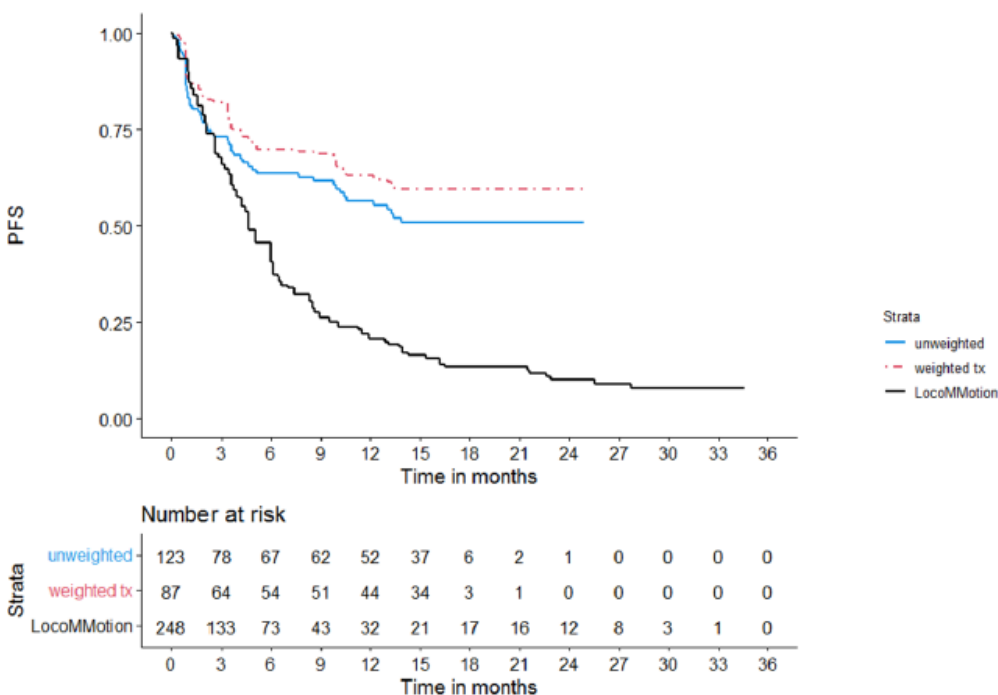 PFS
1.00
0.75
0.50
0.25
0.00
0 3 6 9 12 15 18 21 24 27 30 33 36
Time in months
Strata
unweighted
weighted tx
LocoMMotion
Number at risk
Strata
unweighted 123 78 67 62 52 37 6 2 1 0 0 0 0
weighted tx 87 64 54 51 44 34 3 1 0 0 0 0 0
LocoMMotion 248 133 73 43 32 21 17 16 12 8 3 1 0
0 3 6 9 12 15 18 21 24 27 30 33 36
Time in months